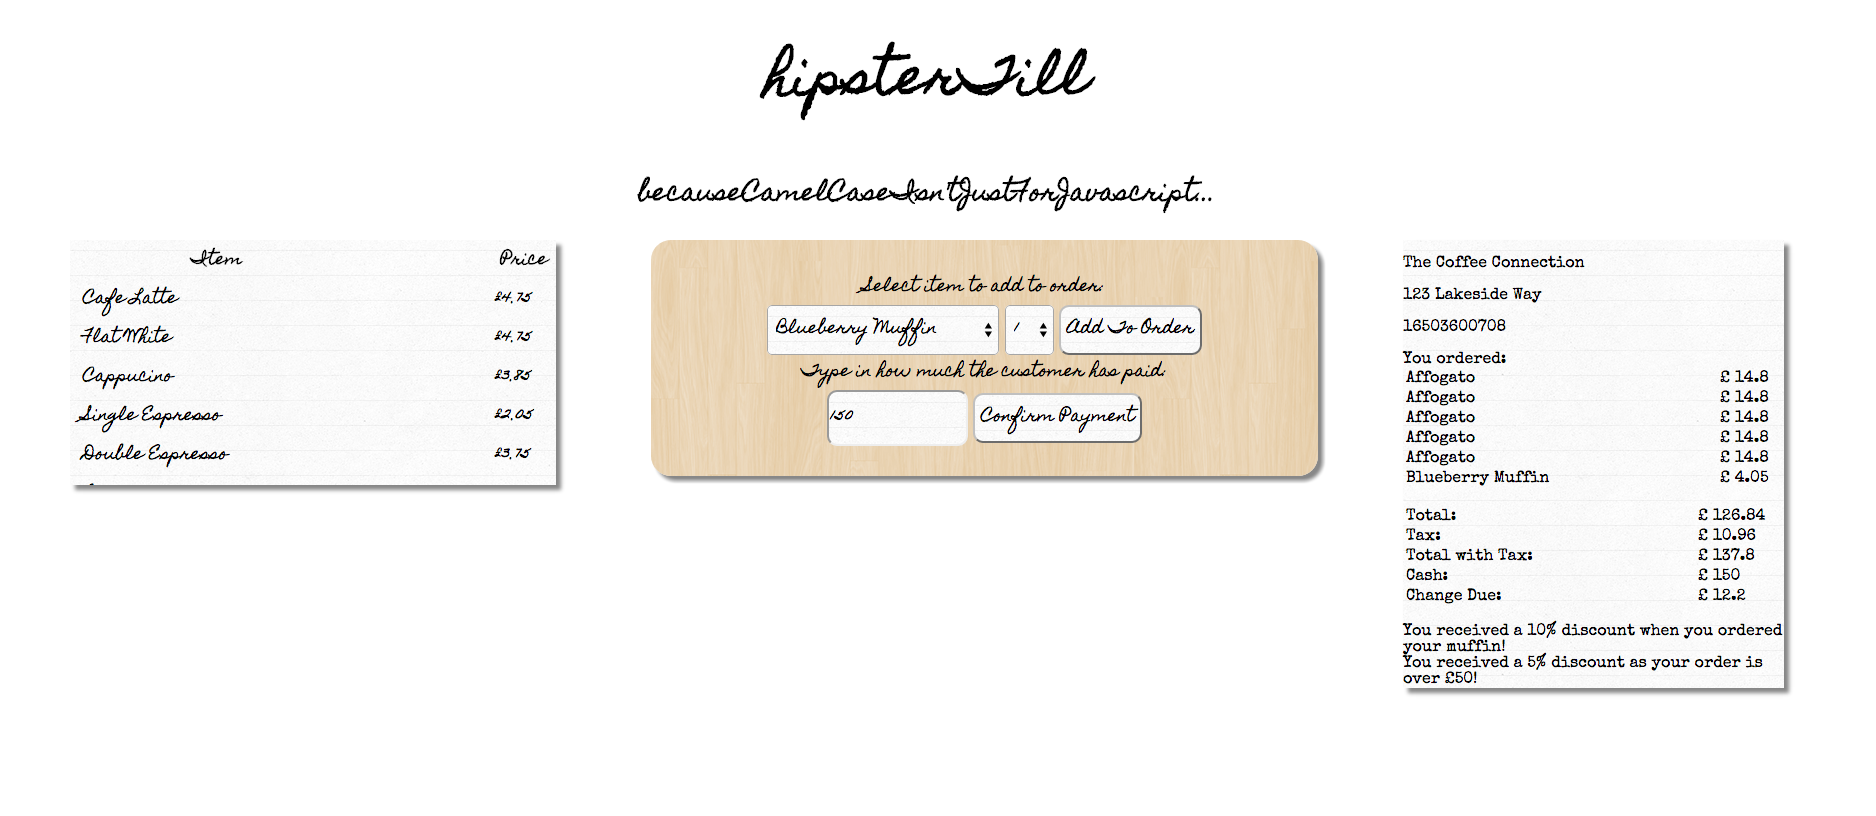 hipsterTill
becauseCamelCaseIsn'tJustForJavascript...
Item Price
Cafe Latte £4.75
Flat White £4.75
Cappucino £3.85
Single Espresso £2.05
Double Espresso £3.75
Select item to add to order:
Blueberry Muffin 1 Add To Order
Type in how much the customer has paid:
150 Confirm Payment
The Coffee Connection
123 Lakeside Way
16503600708
You ordered:
Affogato £ 14.8
Affogato £ 14.8
Affogato £ 14.8
Affogato £ 14.8
Affogato £ 14.8
Blueberry Muffin £ 4.05
Total: £ 126.84
Tax: £ 10.96
Total with Tax: £ 137.8
Cash: £ 150
Change Due: £ 12.2
You received a 10% discount when you ordered
your muffin!
You received a 5% discount as your order is
over £50!